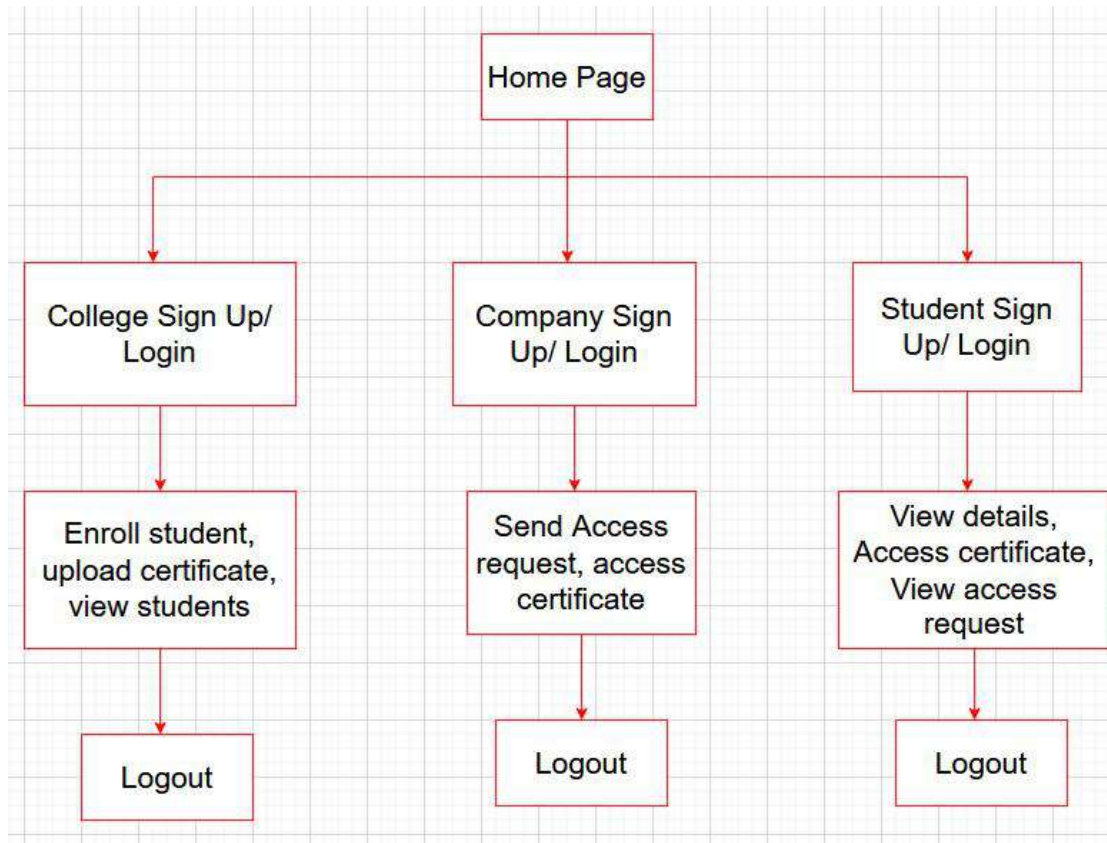 Home Page
College Sign Up/
Login
Company Sign
Up/ Login
Student Sign
Up/ Login
Enroll student,
upload certificate,
view students
Send Access
request, access
certificate
View details,
Access certificate,
View access
request
Logout
Logout
Logout